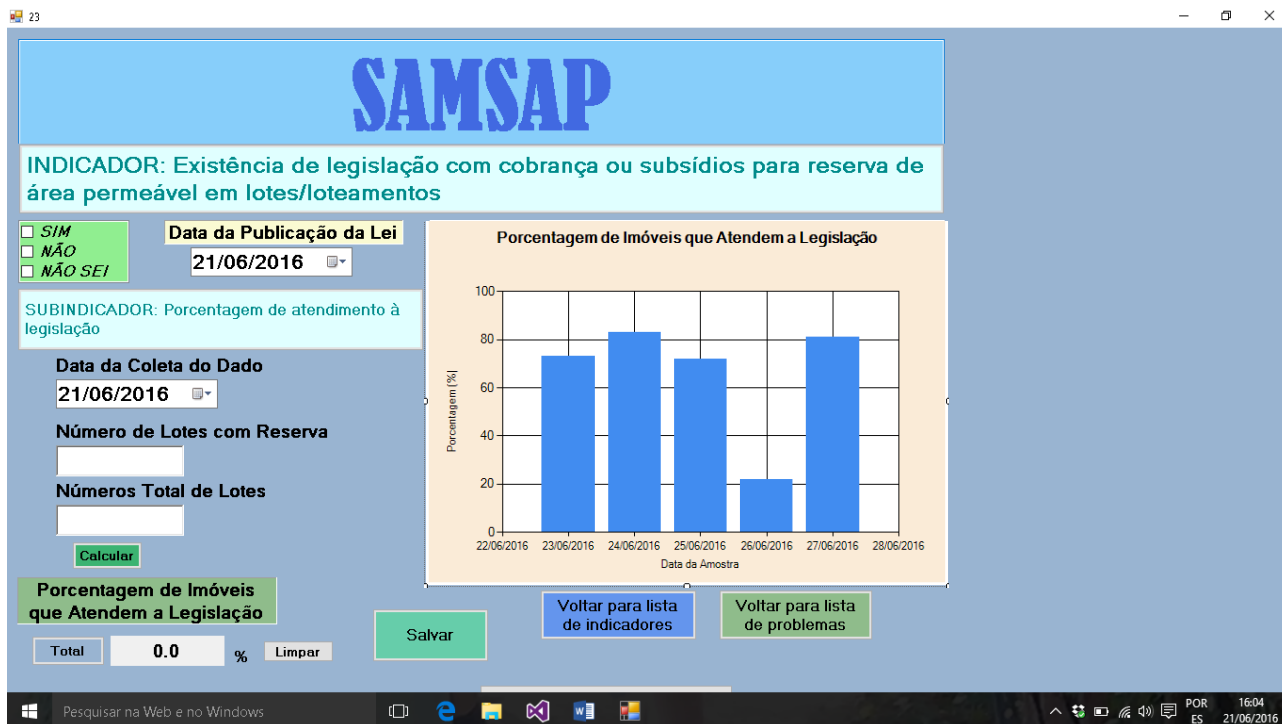 23
SAMSAP
INDICADOR: Existência de legislação com cobrança ou subsídios para reserva de
área permeável em lotes/loteamentos
SIM
NÃO
NÃO SEI
Data da Publicação da Lei
21/06/2016
SUBINDICADOR: Porcentagem de atendimento à
legislação
Data da Coleta do Dado
21/06/2016
Número de Lotes com Reserva
Números Total de Lotes
Calcular
Porcentagem de Imóveis
que Atendem a Legislação
Total
0.0
%
Limpar
Salvar
Porcentagem de Imóveis que Atendem a Legislação
Porcentagem [%]
100
80
60
40
20
0
22/06/2016 23/06/2016 24/06/2016 25/06/2016 26/06/2016 27/06/2016 28/06/2016
Data da Amostra
Voltar para lista
de indicadores
Voltar para lista
de problemas
Pesquisar na Web e no Windows
POR
ES
16:04
21/06/2016